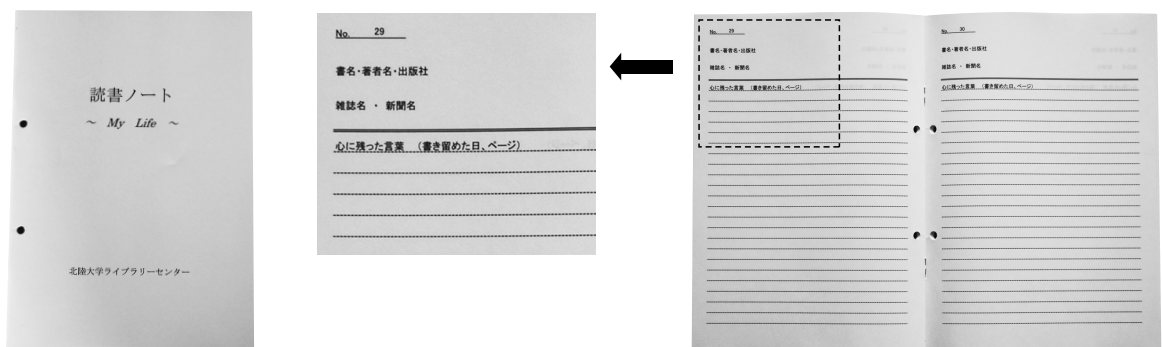 読書ノート
～ My Life ～
北陸大学ライブラリーセンター
No. 29
書名・著者名・出版社
雑誌名 ・ 新聞名
心に残った言葉 （書き留めた日、ページ）
No. 29
書名・著者名・出版社
雑誌名 ・ 新聞名
心に残った言葉 （書き留めた日、ページ）
No. 30
書名・著者名・出版社
雑誌名 ・ 新聞名
心に残った言葉 （書き留めた日、ページ）